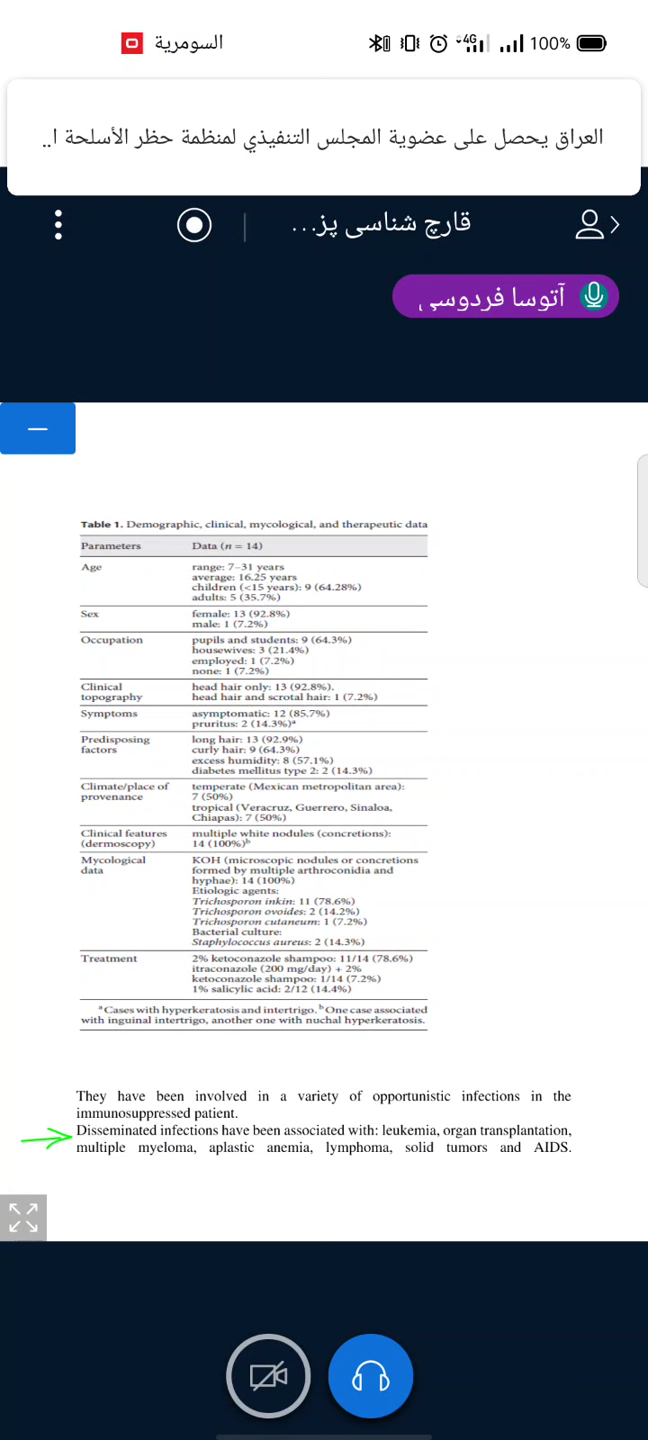 السومرية
4G 100%
العراق يحصل على عضوية المجلس التنفيذي لمنظمة حظر الأسلحة ا..
قارچ شناسی پز...
آتوسا فردوسي
Table 1. Demographic, clinical, mycological, and therapeutic data
Parameters Data (n = 14)
Age range: 7–31 years
average: 16.25 years
children (<15 years): 9 (64.28%)
adults: 5 (35.7%)
Sex female: 13 (92.8%)
male: 1 (7.2%)
Occupation pupils and students: 9 (64.3%)
housewives: 3 (21.4%)
employed: 1 (7.2%)
none: 1 (7.2%)
Clinical head hair only: 13 (92.8%).
topography head hair and scrotal hair: 1 (7.2%)
Symptoms asymptomatic: 12 (85.7%)
pruritus: 2 (14.3%)ᵃ
Predisposing long hair: 13 (92.9%)
factors curly hair: 9 (64.3%)
excess humidity: 8 (57.1%)
diabetes mellitus type 2: 2 (14.3%)
Climate/place of temperate (Mexican metropolitan area):
provenance 7 (50%)
tropical (Veracruz, Guerrero, Sinaloa,
Chiapas): 7 (50%)
Clinical features multiple white nodules (concretions):
(dermoscopy) 14 (100%)ᵇ
Mycological KOH (microscopic nodules or concretions
data formed by multiple arthroconidia and
hyphae): 14 (100%)
Etiologic agents:
Trichosporon inkin: 11 (78.6%)
Trichosporon ovoides: 2 (14.2%)
Trichosporon cutaneum: 1 (7.2%)
Bacterial culture:
Staphylococcus aureus: 2 (14.3%)
Treatment 2% ketoconazole shampoo: 11/14 (78.6%)
itraconazole (200 mg/day) + 2%
ketoconazole shampoo: 1/14 (7.2%)
1% salicylic acid: 2/12 (14.4%)
ᵃ Cases with hyperkeratosis and intertrigo. ᵇ One case associated
with inguinal intertrigo, another one with nuchal hyperkeratosis.
They have been involved in a variety of opportunistic infections in the
immunosuppressed patient.
Disseminated infections have been associated with: leukemia, organ transplantation,
multiple myeloma, aplastic anemia, lymphoma, solid tumors and AIDS.